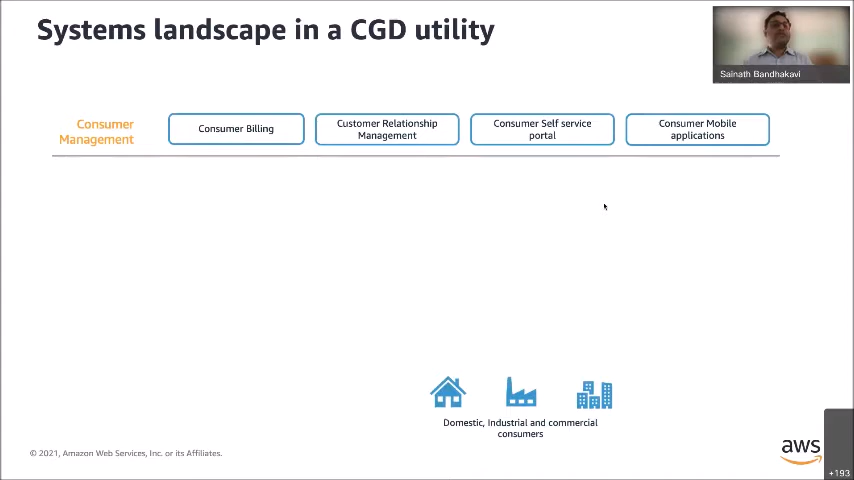 Systems landscape in a CGD utility
Sainath Bandhakavi
Consumer
Management
Consumer Billing
Customer Relationship
Management
Consumer Self service
portal
Consumer Mobile
applications
Domestic, Industrial and commercial
consumers
© 2021, Amazon Web Services, Inc. or its Affiliates.
aws
+193